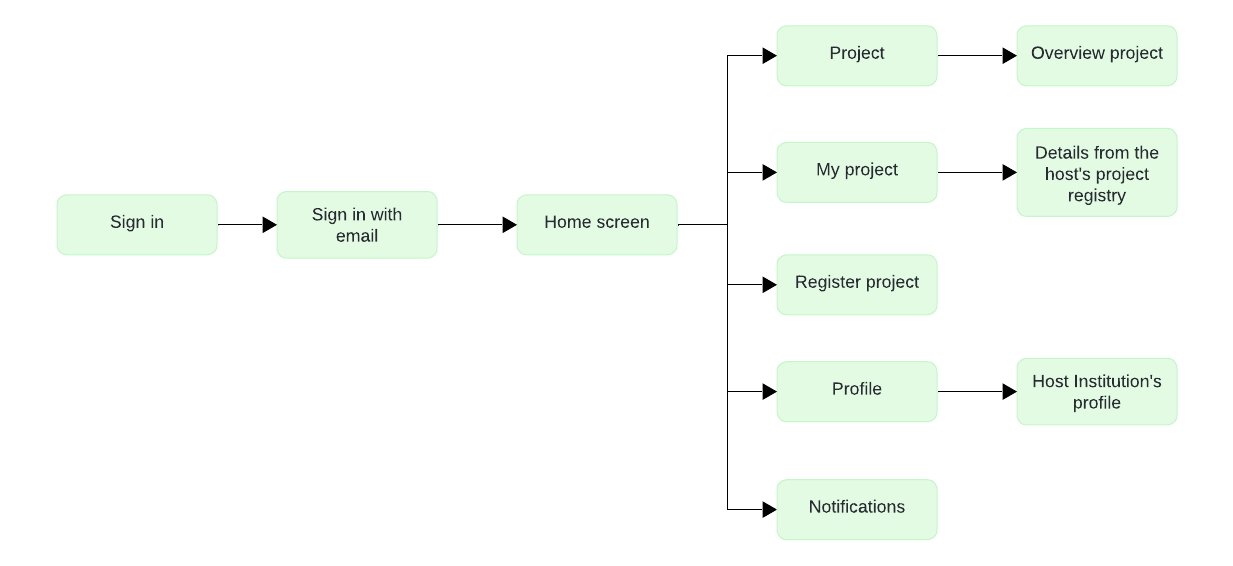 Sign in
Sign in with
email
Home screen
Project
Overview project
My project
Details from the
host's project
registry
Register project
Profile
Host Institution's
profile
Notifications